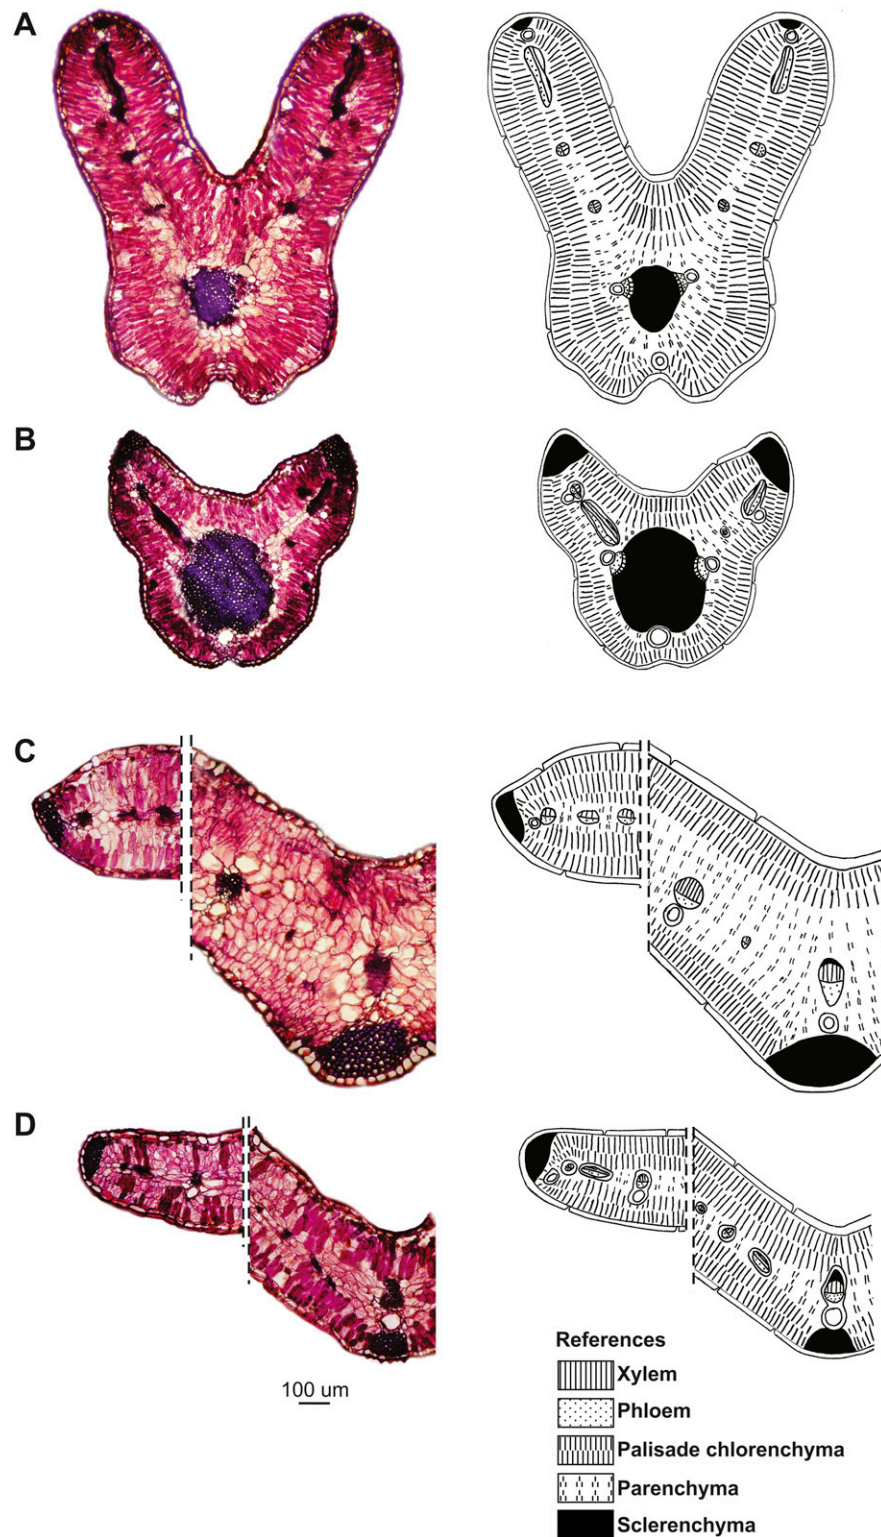 A
B
C
D
100 um
References
Xylem
Phloem
Palisade chlorenchyma
Parenchyma
Sclerenchyma